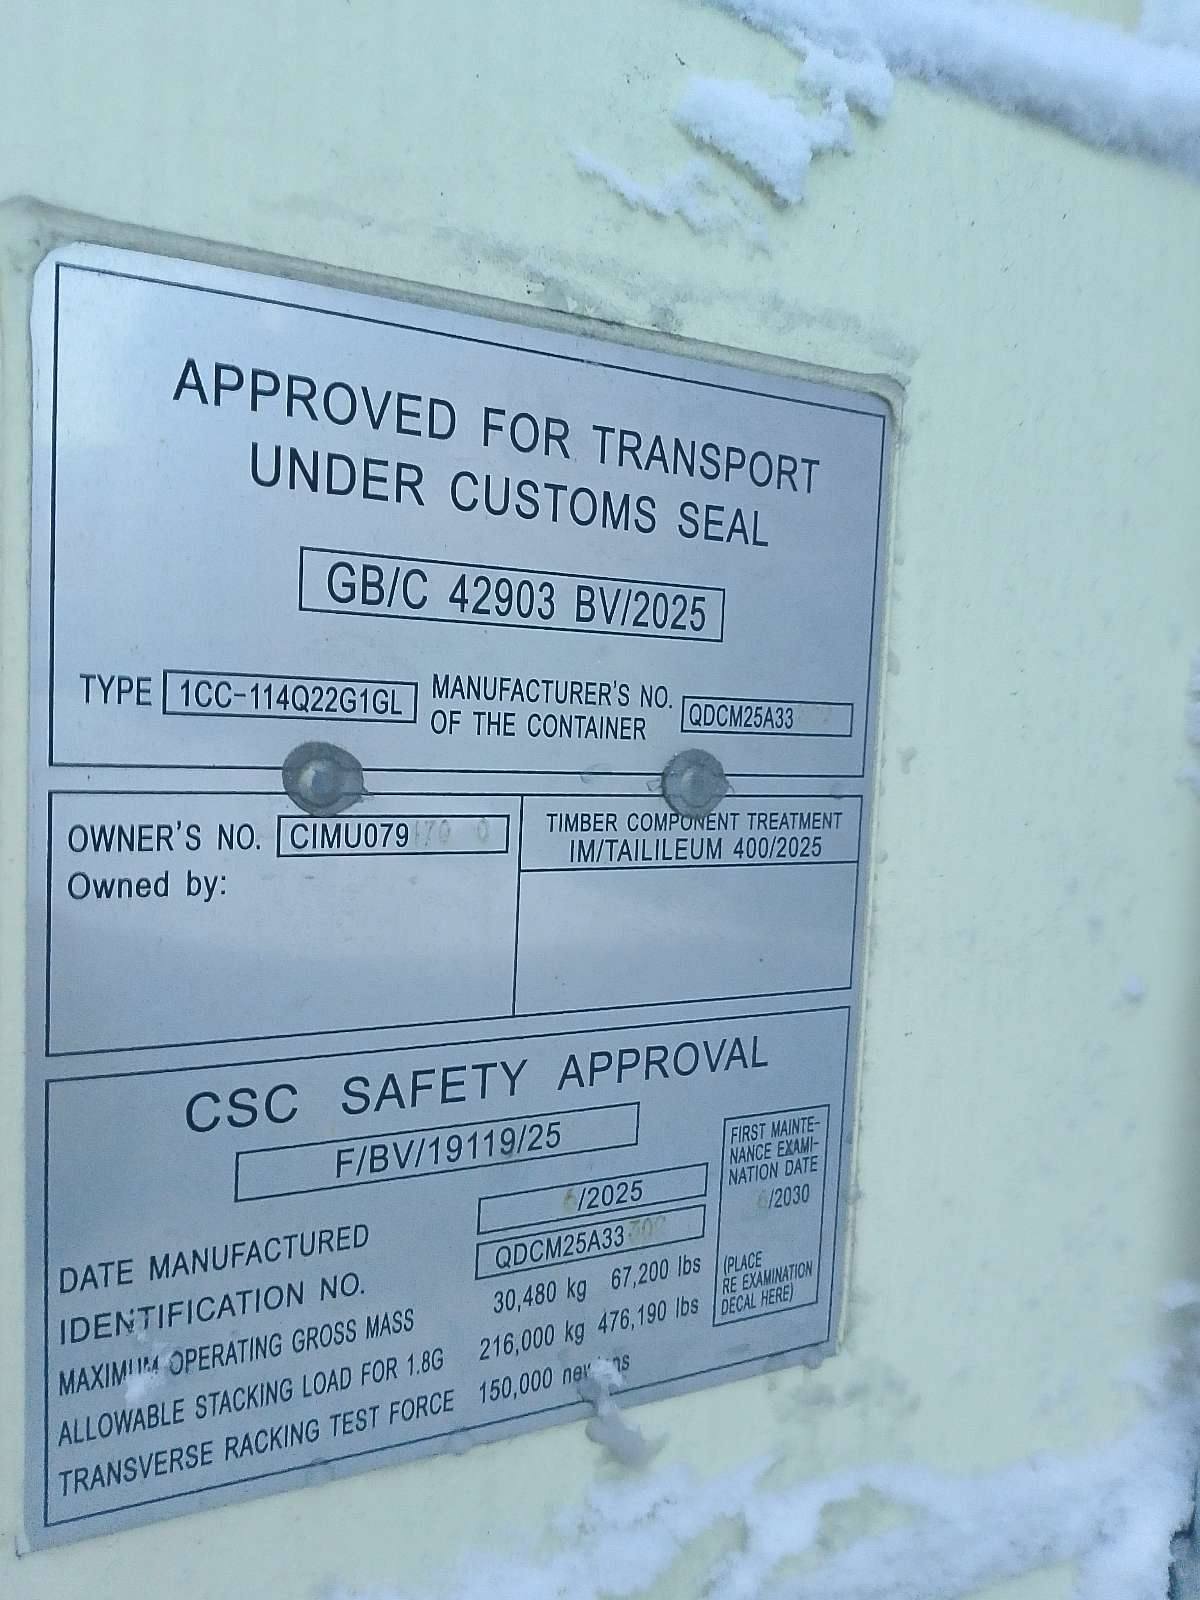 APPROVED FOR TRANSPORT
UNDER CUSTOMS SEAL
GB/C 42903 BV/2025
TYPE 1CC-114Q22G1GL
MANUFACTURER'S NO.
OF THE CONTAINER
QDCM25A33
OWNER'S NO. CIMU079
Owned by:
TIMBER COMPONENT TREATMENT
IM/TAILILEUM 400/2025
CSC SAFETY APPROVAL
F/BV/19119/25
DATE MANUFACTURED 6/2025
IDENTIFICATION NO. QDCM25A33
MAXIMUM OPERATING GROSS MASS 30,480 kg 67,200 lbs
ALLOWABLE STACKING LOAD FOR 1.8G 216,000 kg 476,190 lbs
TRANSVERSE RACKING TEST FORCE 150,000 newtons
FIRST MAINTE-
NANCE EXAMI-
NATION DATE
6/2030
(PLACE
RE EXAMINATION
DECAL HERE)